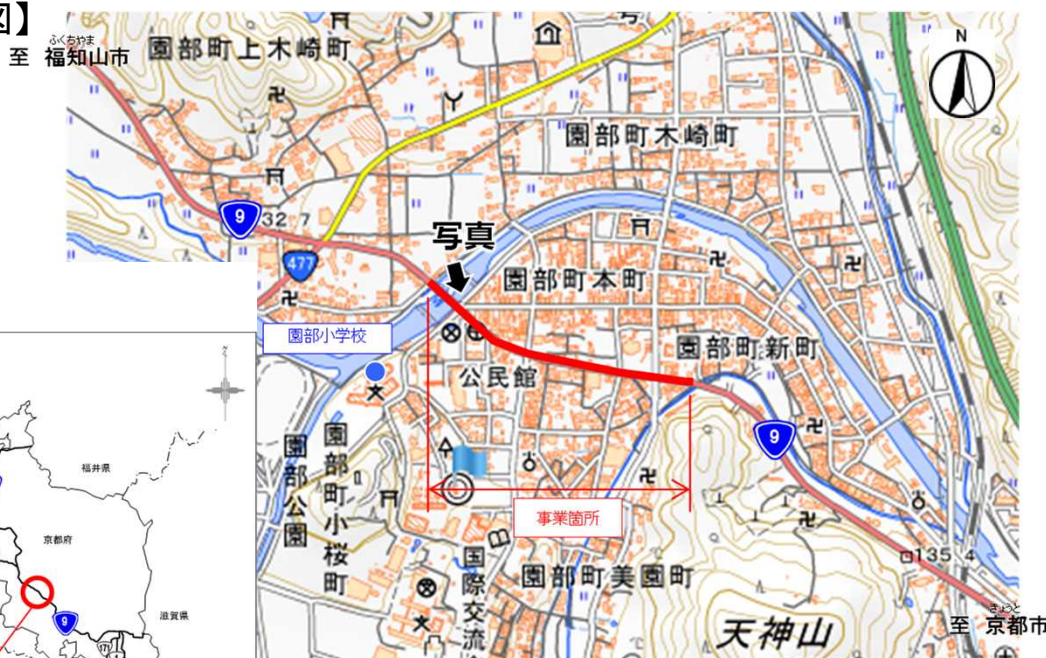 図】
ふくちやま
至 福知山市
園部町上木崎町
N
園部町木崎町
9
32 7
写真
477
園部町本町
園部小学校
園部町新町
公民館
9
園部公園
園部町小桜町
事業箇所
国際交流
園部町美園町
135 4
天神山
きょうと
至 京都市
福井県
京都府
滋賀県
9